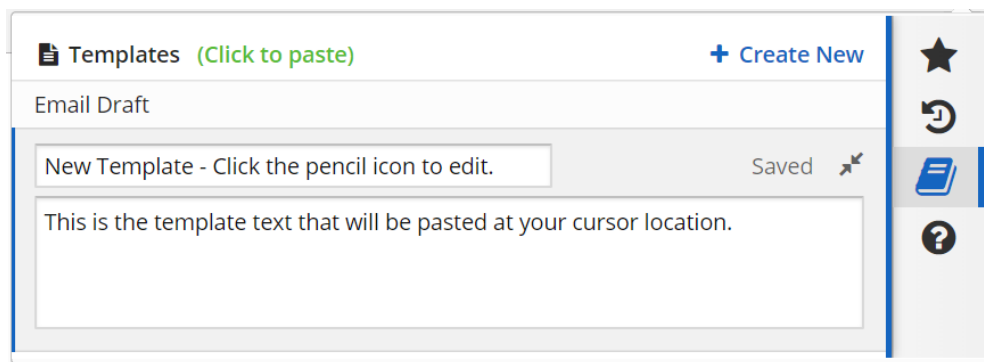 Templates (Click to paste) + Create New
Email Draft
New Template - Click the pencil icon to edit. Saved
This is the template text that will be pasted at your cursor location.